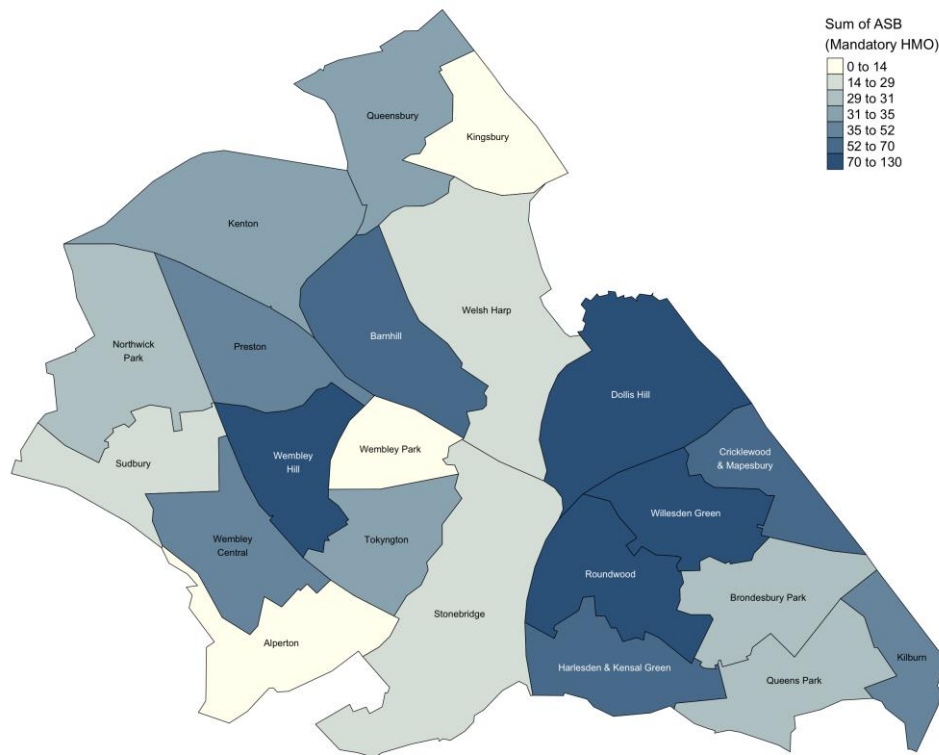 Sum of ASB
(Mandatory HMO)
0 to 14
14 to 29
29 to 31
31 to 35
35 to 52
52 to 70
70 to 130
Queensbury
Kingsbury
Kenton
Welsh Harp
Barnhill
Northwick
Park
Preston
Dollis Hill
Wembley Park
Wembley
Hill
Sudbury
Cricklewood
& Mapesbury
Willesden Green
Wembley
Central
Tokyngton
Roundwood
Brondesbury Park
Stonebridge
Alperton
Kilburn
Harlesden & Kensal Green
Queens Park